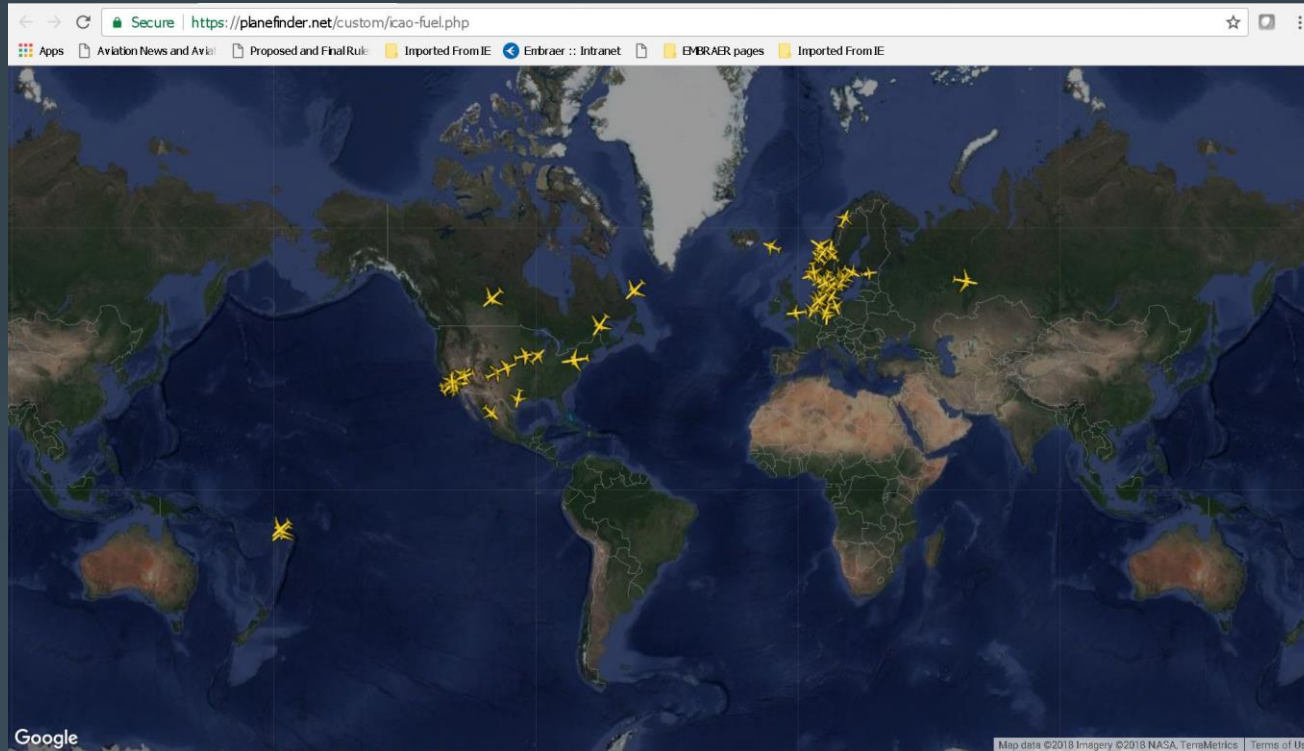 Secure | https://planefinder.net/custom/icao-fuel.php
Apps Aviation News and Avia Proposed and Final Rule Imported From IE Embraer :: Intranet EMBRAER pages Imported From IE
Google
Map data ©2018 Imagery ©2018 NASA, TerraMetrics Terms of U